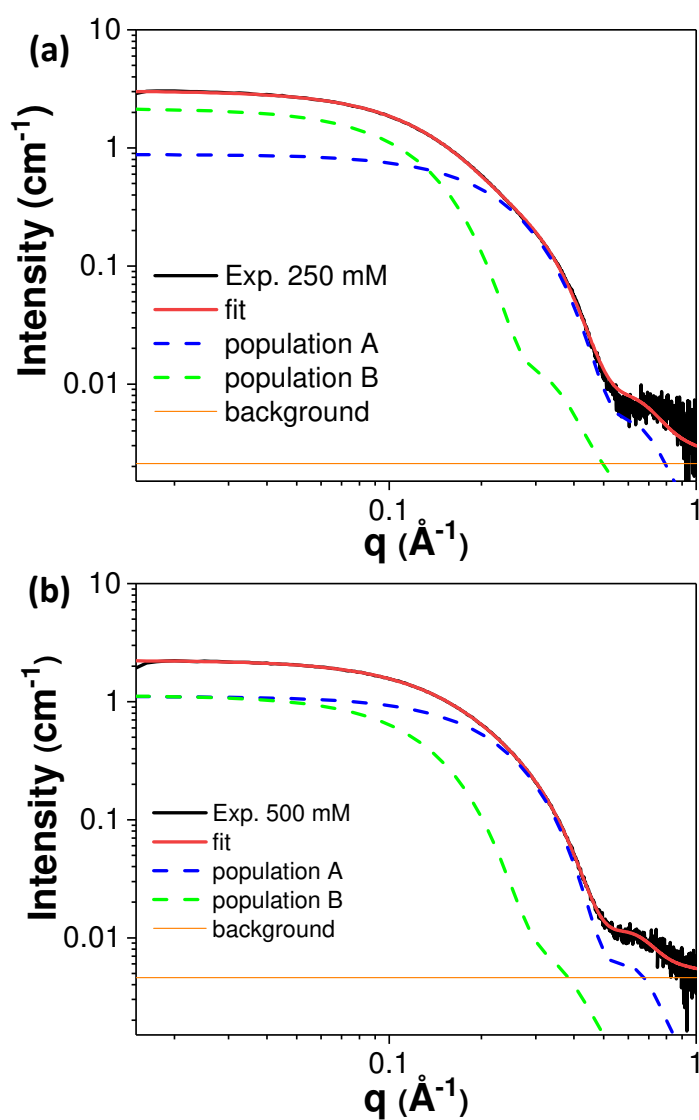 (a)
10
1
0.1
0.01
Intensity (cm⁻¹)
Exp. 250 mM
fit
population A
population B
background
0.1
1
q (Å⁻¹)
(b)
10
1
0.1
0.01
Intensity (cm⁻¹)
Exp. 500 mM
fit
population A
population B
background
0.1
1
q (Å⁻¹)